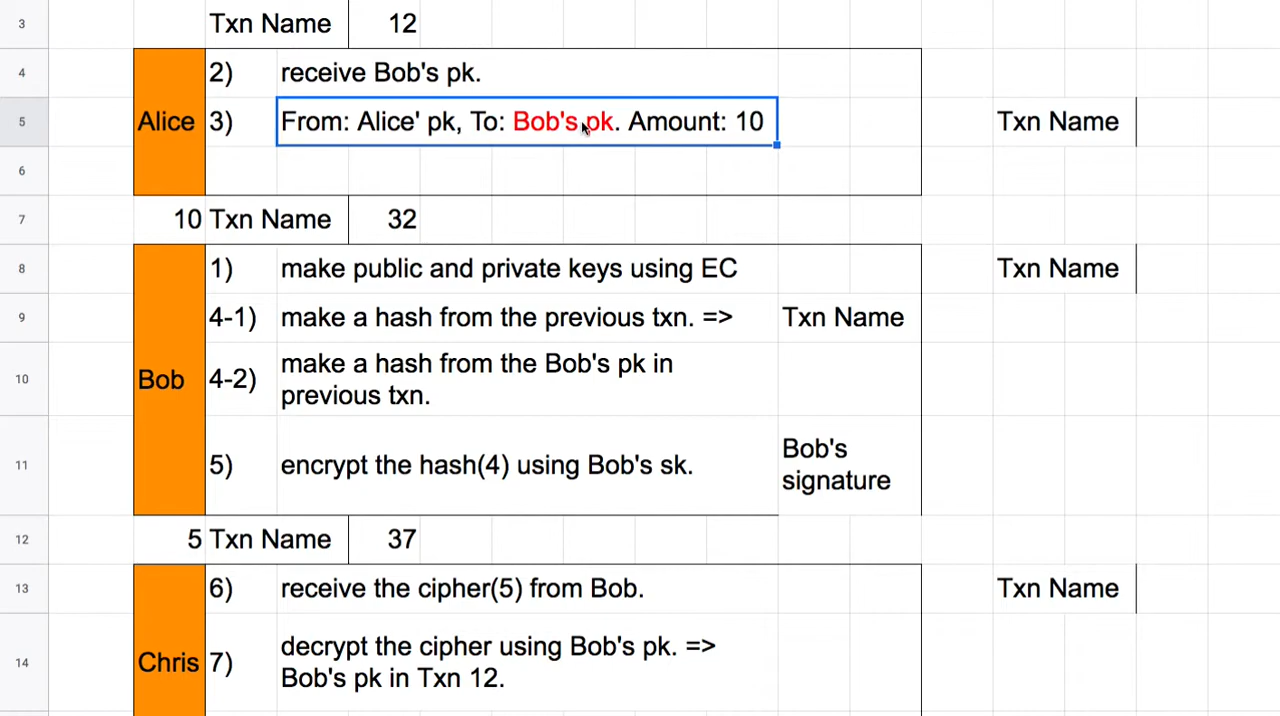 3 Txn Name 12
4 2) receive Bob's pk.
5 Alice 3) From: Alice' pk, To: Bob's pk. Amount: 10 Txn Name
6
7 10 Txn Name 32
8 1) make public and private keys using EC Txn Name
9 4-1) make a hash from the previous txn. => Txn Name
10 Bob 4-2) make a hash from the Bob's pk in
previous txn.
11 5) encrypt the hash(4) using Bob's sk. Bob's
signature
12 5 Txn Name 37
13 6) receive the cipher(5) from Bob. Txn Name
14 Chris 7) decrypt the cipher using Bob's pk. =>
Bob's pk in Txn 12.